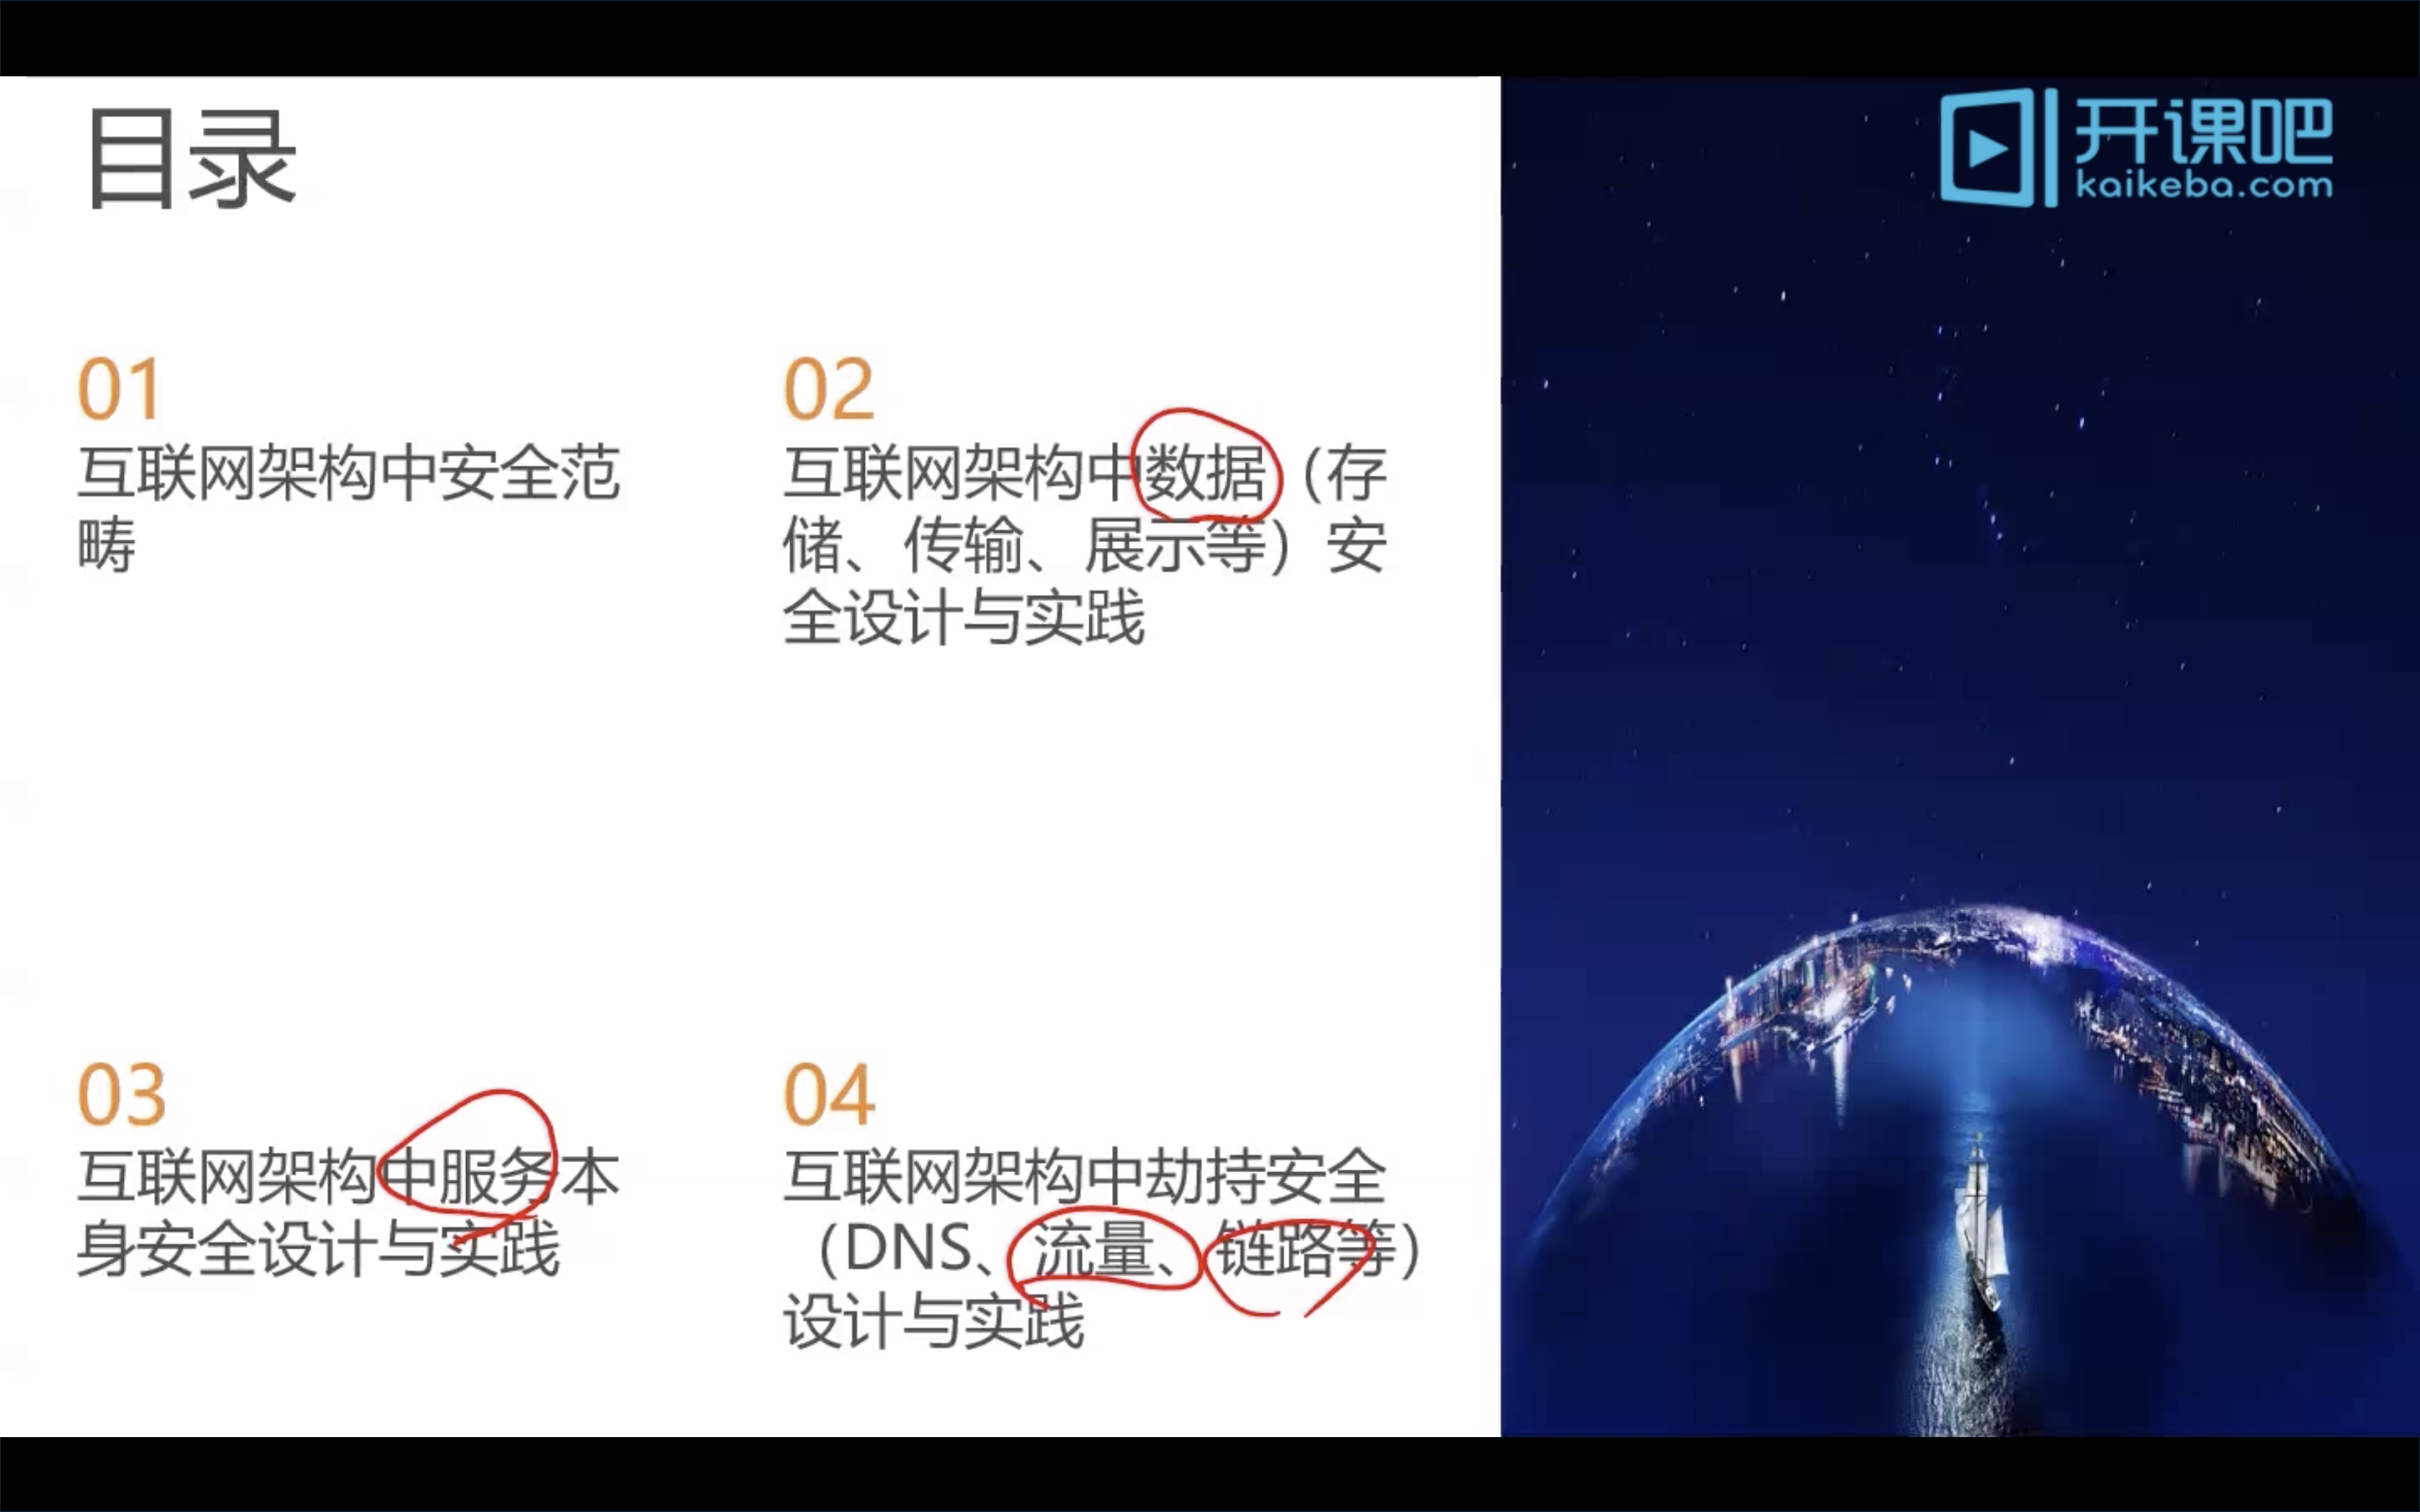 目录
开课吧
kaikeba.com
01
互联网架构中安全范
畴
02
互联网架构中数据（存
储、传输、展示等）安
全设计与实践
03
互联网架构中服务本
身安全设计与实践
04
互联网架构中劫持安全
（DNS、流量、链路等）
设计与实践